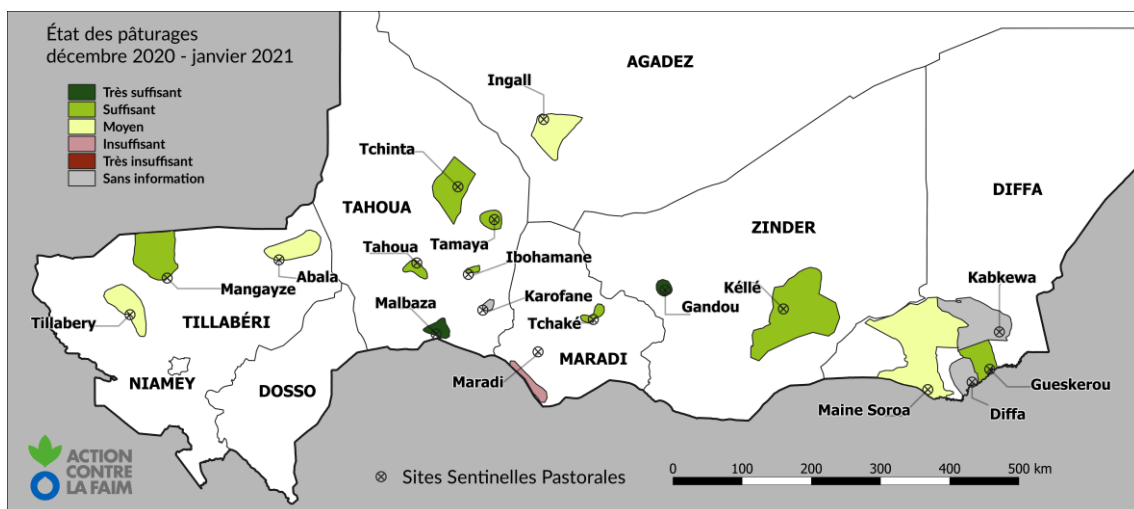 État des pâturages
décembre 2020 - janvier 2021
Très suffisant
Suffisant
Moyen
Insuffisant
Très insuffisant
Sans information
AGADEZ
Ingall
Tchinta
DIFFA
TAHOUA
ZINDER
Tamaya
Tahoua
Ibohamane
Abala
Kabkewa
Mangayze
Kéllé
Karofane
Malbaza
Gandou
Tillabery
TILLABÉRI
Tchaké
MARADI
Maradi
NIAMEY
DOSSO
Gueskerou
Maine Soroa
Diffa
ACTION
CONTRE
LA FAIM
Sites Sentinelles Pastorales
0 100 200 300 400 500 km